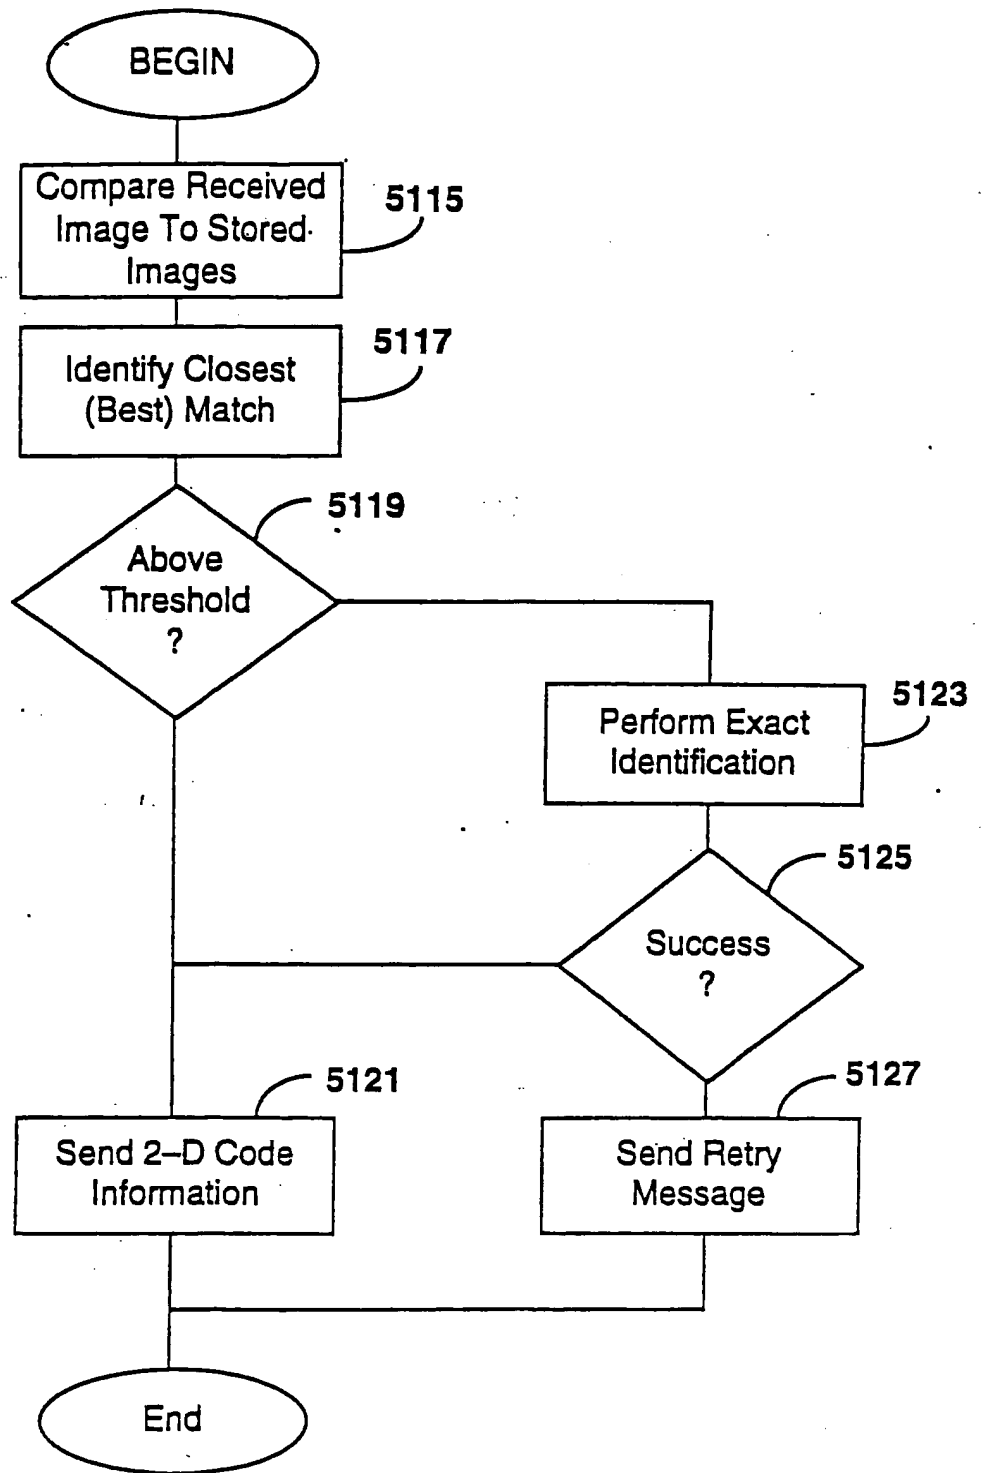 BEGIN
Compare Received
Image To Stored
Images
5115
Identify Closest
(Best) Match
5117
Above
Threshold
?
5119
Perform Exact
Identification
5123
Success
?
5125
Send 2–D Code
Information
5121
Send Retry
Message
5127
End